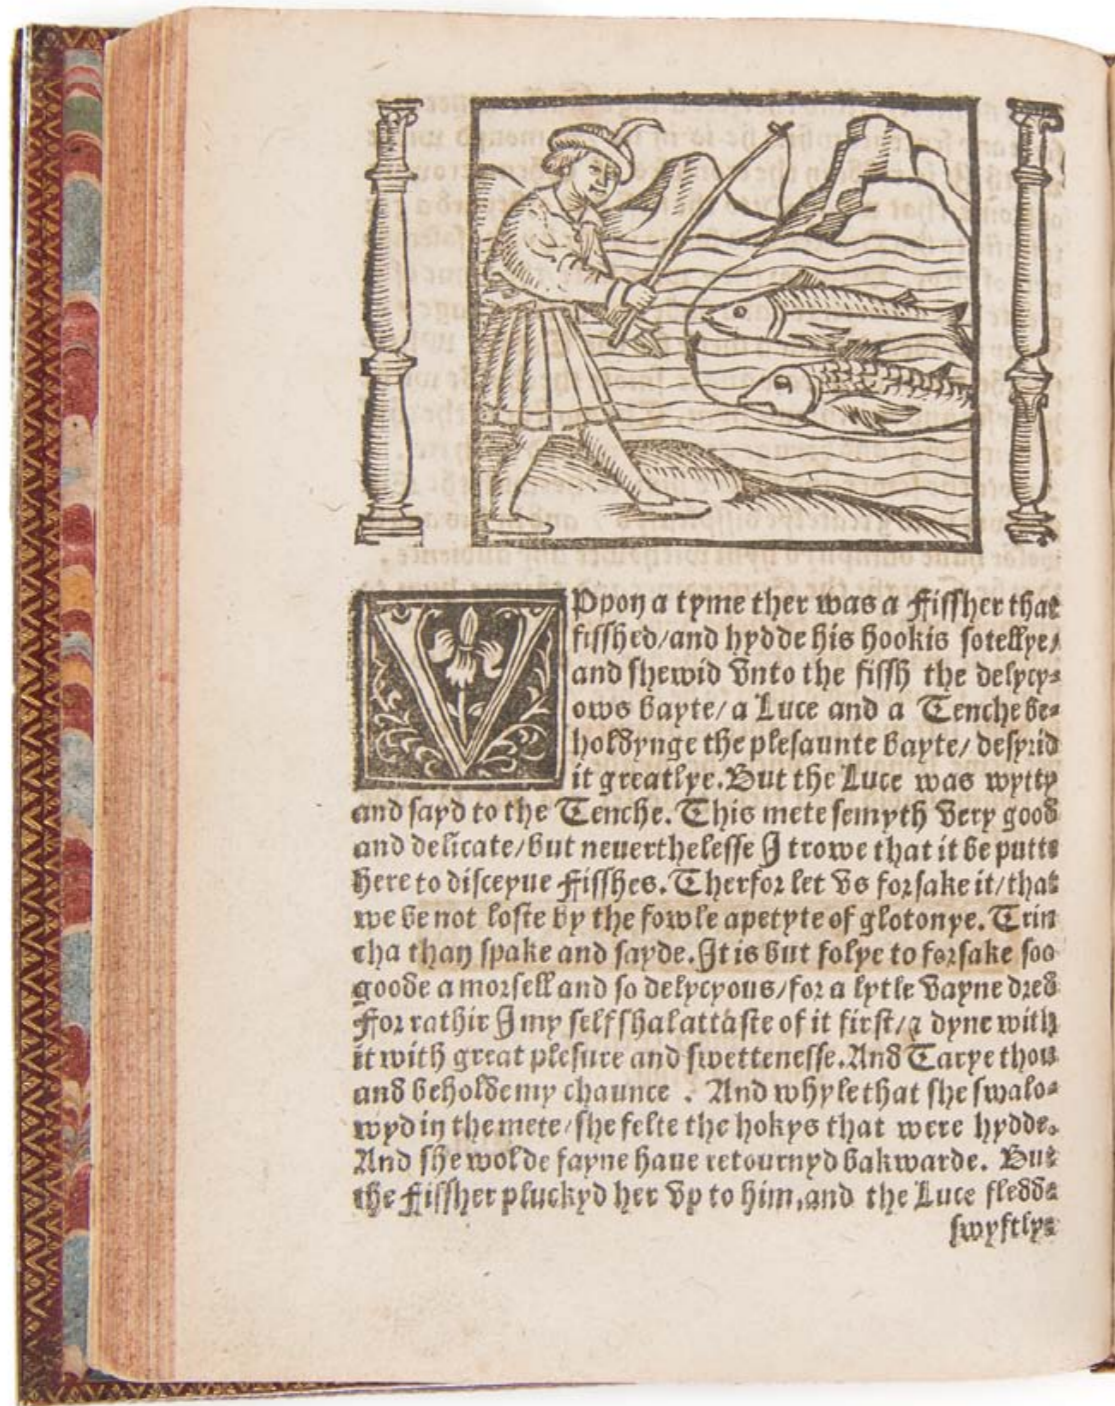 VPpon a tyme ther was a Fissher that
fisshed/and hydde his hookis sotellye/
and shewid vnto the fissh the delycy=
ows bayte/a Luce and a Tenche be=
holdynge the plesaunte bayte/desyrid
it greatlye.But the Luce was wytty
and sayd to the Tenche.This mete semyth very good
and delicate/but neuerthelesse I trowe that it be putte
here to disceyue Fisshes.Therfor let vs forsake it/that
we be not loste by the fowle apetyte of glotonye.Trin
cha than spake and sayde.It is but folye to forsake soo
goode a morsell and so delycyous/for a lytle vayne dred
For rathir I my self shal attaste of it first/⁊ dyne with
it with great plesure and swettenesse.And Tarye thou
and beholde my chaunce . And whyle that she swalo=
wyd in the mete/she felte the hokys that were hydde.
And she wolde fayne haue retournyd bakwarde. But
the Fissher pluckyd her vp to him,and the Luce fledde
swyftly=